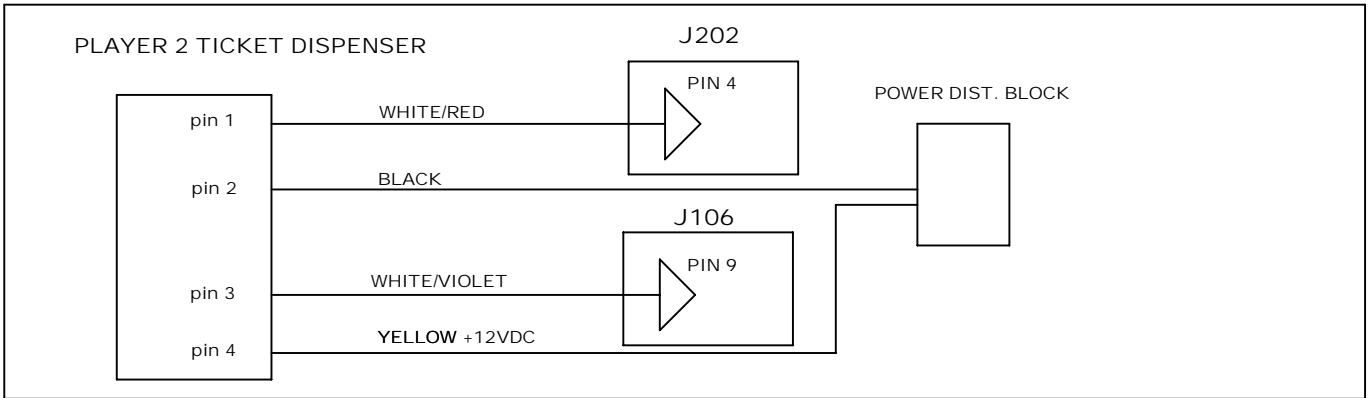 PLAYER 2 TICKET DISPENSER
J202
PIN 4
POWER DIST. BLOCK
pin 1
WHITE/RED
pin 2
BLACK
J106
PIN 9
pin 3
WHITE/VIOLET
pin 4
YELLOW +12VDC